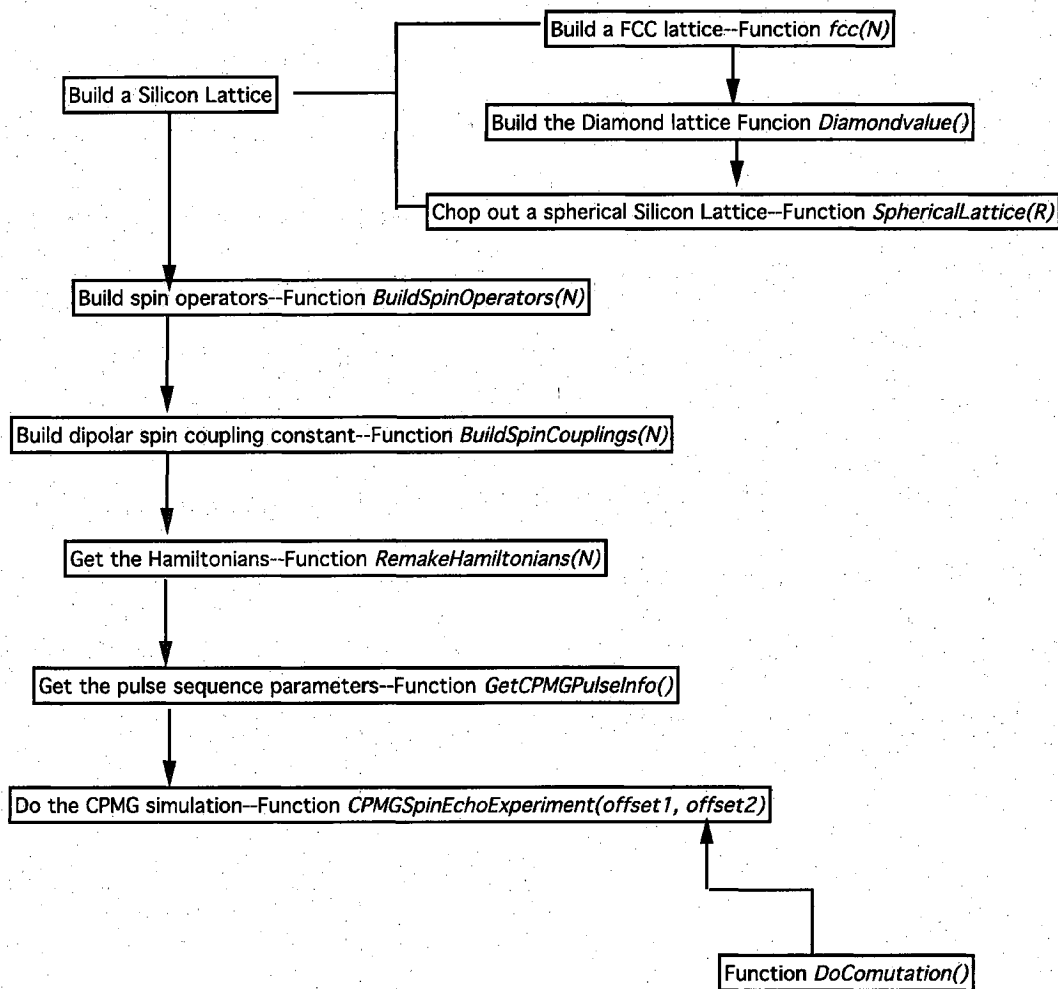 Build a FCC lattice--Function fcc(N)
Build a Silicon Lattice
Build the Diamond lattice Funcion Diamondvalue()
Chop out a spherical Silicon Lattice--Function SphericalLattice(R)
Build spin operators--Function BuildSpinOperators(N)
Build dipolar spin coupling constant--Function BuildSpinCouplings(N)
Get the Hamiltonians--Function RemakeHamiltonians(N)
Get the pulse sequence parameters--Function GetCPMGPulseInfo()
Do the CPMG simulation--Function CPMGSpinEchoExperiment(offset1, offset2)
Function DoComutation()